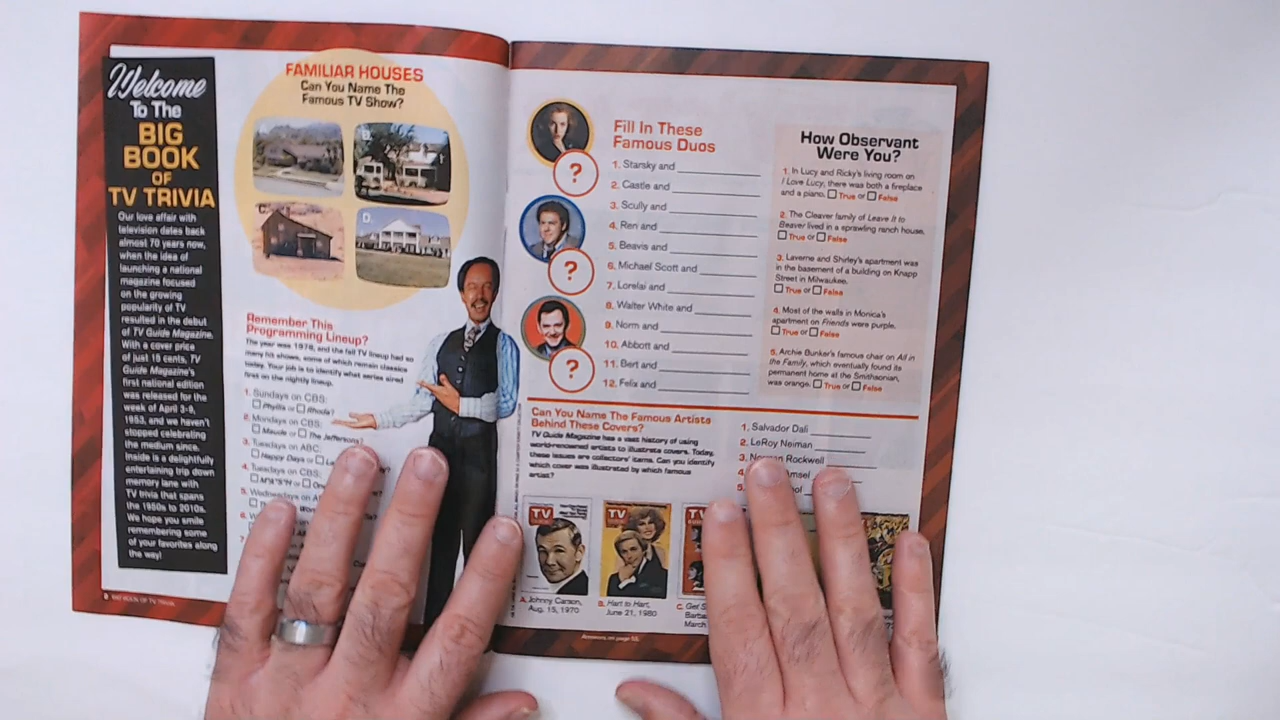 Welcome
To The
BIG
BOOK
OF
TV TRIVIA
Our love affair with
television dates back
almost 70 years now,
when the idea of
launching a national
magazine focused
on the growing
popularity of TV
resulted in the debut
of TV Guide Magazine.
With a cover price
of just 15 cents, TV
Guide Magazine's
first national edition
was released for the
week of April 3-9,
1953, and we haven't
stopped celebrating
the medium since.
Inside is a delightfully
entertaining trip down
memory lane with
TV trivia that spans
the 1950s to 2010s.
We hope you smile
remembering some
of your favorites along
the way!
8 BIG BOOK OF TV TRIVIA
FAMILIAR HOUSES
Can You Name The
Famous TV Show?
B.
C.
D.
Remember This
Programming Lineup?
The year was 1978, and the fall TV lineup had so
many hit shows, some of which remain classics
today. Your job is to identify what series aired
first on the nightly lineup.
1. Sundays on CBS:
Phyllis or Rhoda?
2. Mondays on CBS:
Maude or The Jeffersons?
3. Tuesdays on ABC:
Happy Days or
4. Tuesdays on CBS:
M*A*S*H or
5. Wednesdays on
Fill In These
Famous Duos
1. Starsky and
2. Castle and
3. Scully and
4. Ren and
5. Beavis and
6. Michael Scott and
7. Lorelai and
8. Walter White and
9. Norm and
10. Abbott and
11. Bert and
12. Felix and
?
?
?
How Observant
Were You?
1. In Lucy and Ricky's living room on
I Love Lucy, there was both a fireplace
and a piano. True or False
2. The Cleaver family of Leave It to
Beaver lived in a sprawling ranch house.
True or False
3. Laverne and Shirley's apartment was
in the basement of a building on Knapp
Street in Milwaukee.
True or False
4. Most of the walls in Monica's
apartment on Friends were purple.
True or False
5. Archie Bunker's famous chair on All in
the Family, which eventually found its
permanent home at the Smithsonian,
was orange. True or False
Can You Name The Famous Artists
Behind These Covers?
TV Guide Magazine has a vast history of using
world-renowned artists to illustrate covers. Today,
these issues are collectors' items. Can you identify
which cover was illustrated by which famous
artist?
1. Salvador Dali
2. LeRoy Neiman
3. Norman Rockwell
4. Amsel
5.
TV
TV
TV
A. Johnny Carson,
Aug. 15, 1970
B. Hart to Hart,
June 21, 1980
C. Get
March
Answers on page 55.